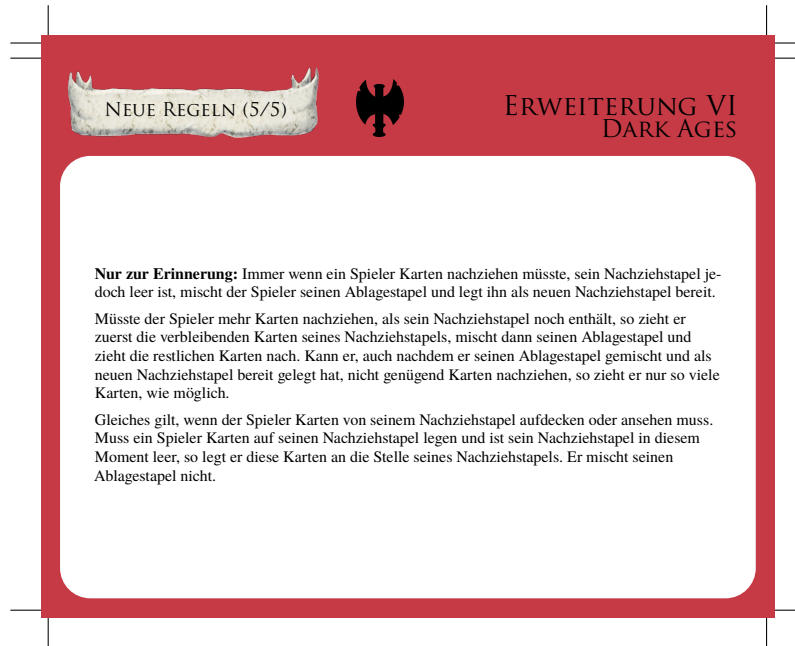 Neue Regeln (5/5)
Erweiterung VI
Dark Ages
Nur zur Erinnerung: Immer wenn ein Spieler Karten nachziehen müsste, sein Nachziehstapel je-
doch leer ist, mischt der Spieler seinen Ablagestapel und legt ihn als neuen Nachziehstapel bereit.
Müsste der Spieler mehr Karten nachziehen, als sein Nachziehstapel noch enthält, so zieht er
zuerst die verbleibenden Karten seines Nachziehstapels, mischt dann seinen Ablagestapel und
zieht die restlichen Karten nach. Kann er, auch nachdem er seinen Ablagestapel gemischt und als
neuen Nachziehstapel bereit gelegt hat, nicht genügend Karten nachziehen, so zieht er nur so viele
Karten, wie möglich.
Gleiches gilt, wenn der Spieler Karten von seinem Nachziehstapel aufdecken oder ansehen muss.
Muss ein Spieler Karten auf seinen Nachziehstapel legen und ist sein Nachziehstapel in diesem
Moment leer, so legt er diese Karten an die Stelle seines Nachziehstapels. Er mischt seinen
Ablagestapel nicht.